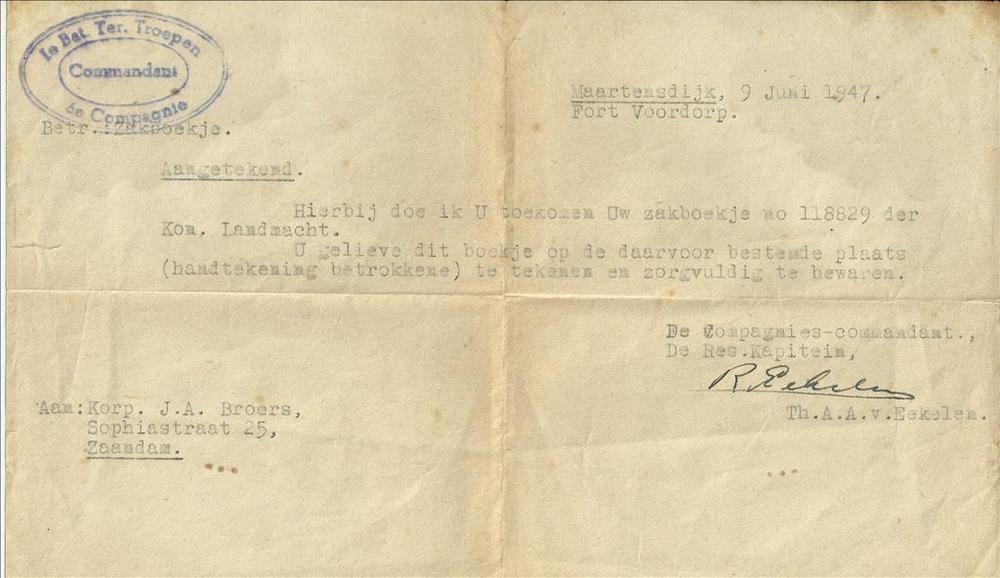 1e Bat. Ter. Troepen
Commandant
6e Compagnie
Maartensdijk, 9 Juni 1947.
Fort Voordorp.
Betr.:Zakboekje.
Aangetekend.
Hierbij doe ik U toekomen Uw zakboekje no 118829 der
Kon. Landmacht.
U gelieve dit boekje op de daarvoor bestemde plaats
(handtekening betrokkene) te tekenen en zorgvuldig te bewaren.
De Compagnies-commandant.,
De Res.Kapitein,
Th.A.A.v.Eekelen.
Aan:Korp. J.A. Broers,
Sophiastraat 25,
Zaandam.